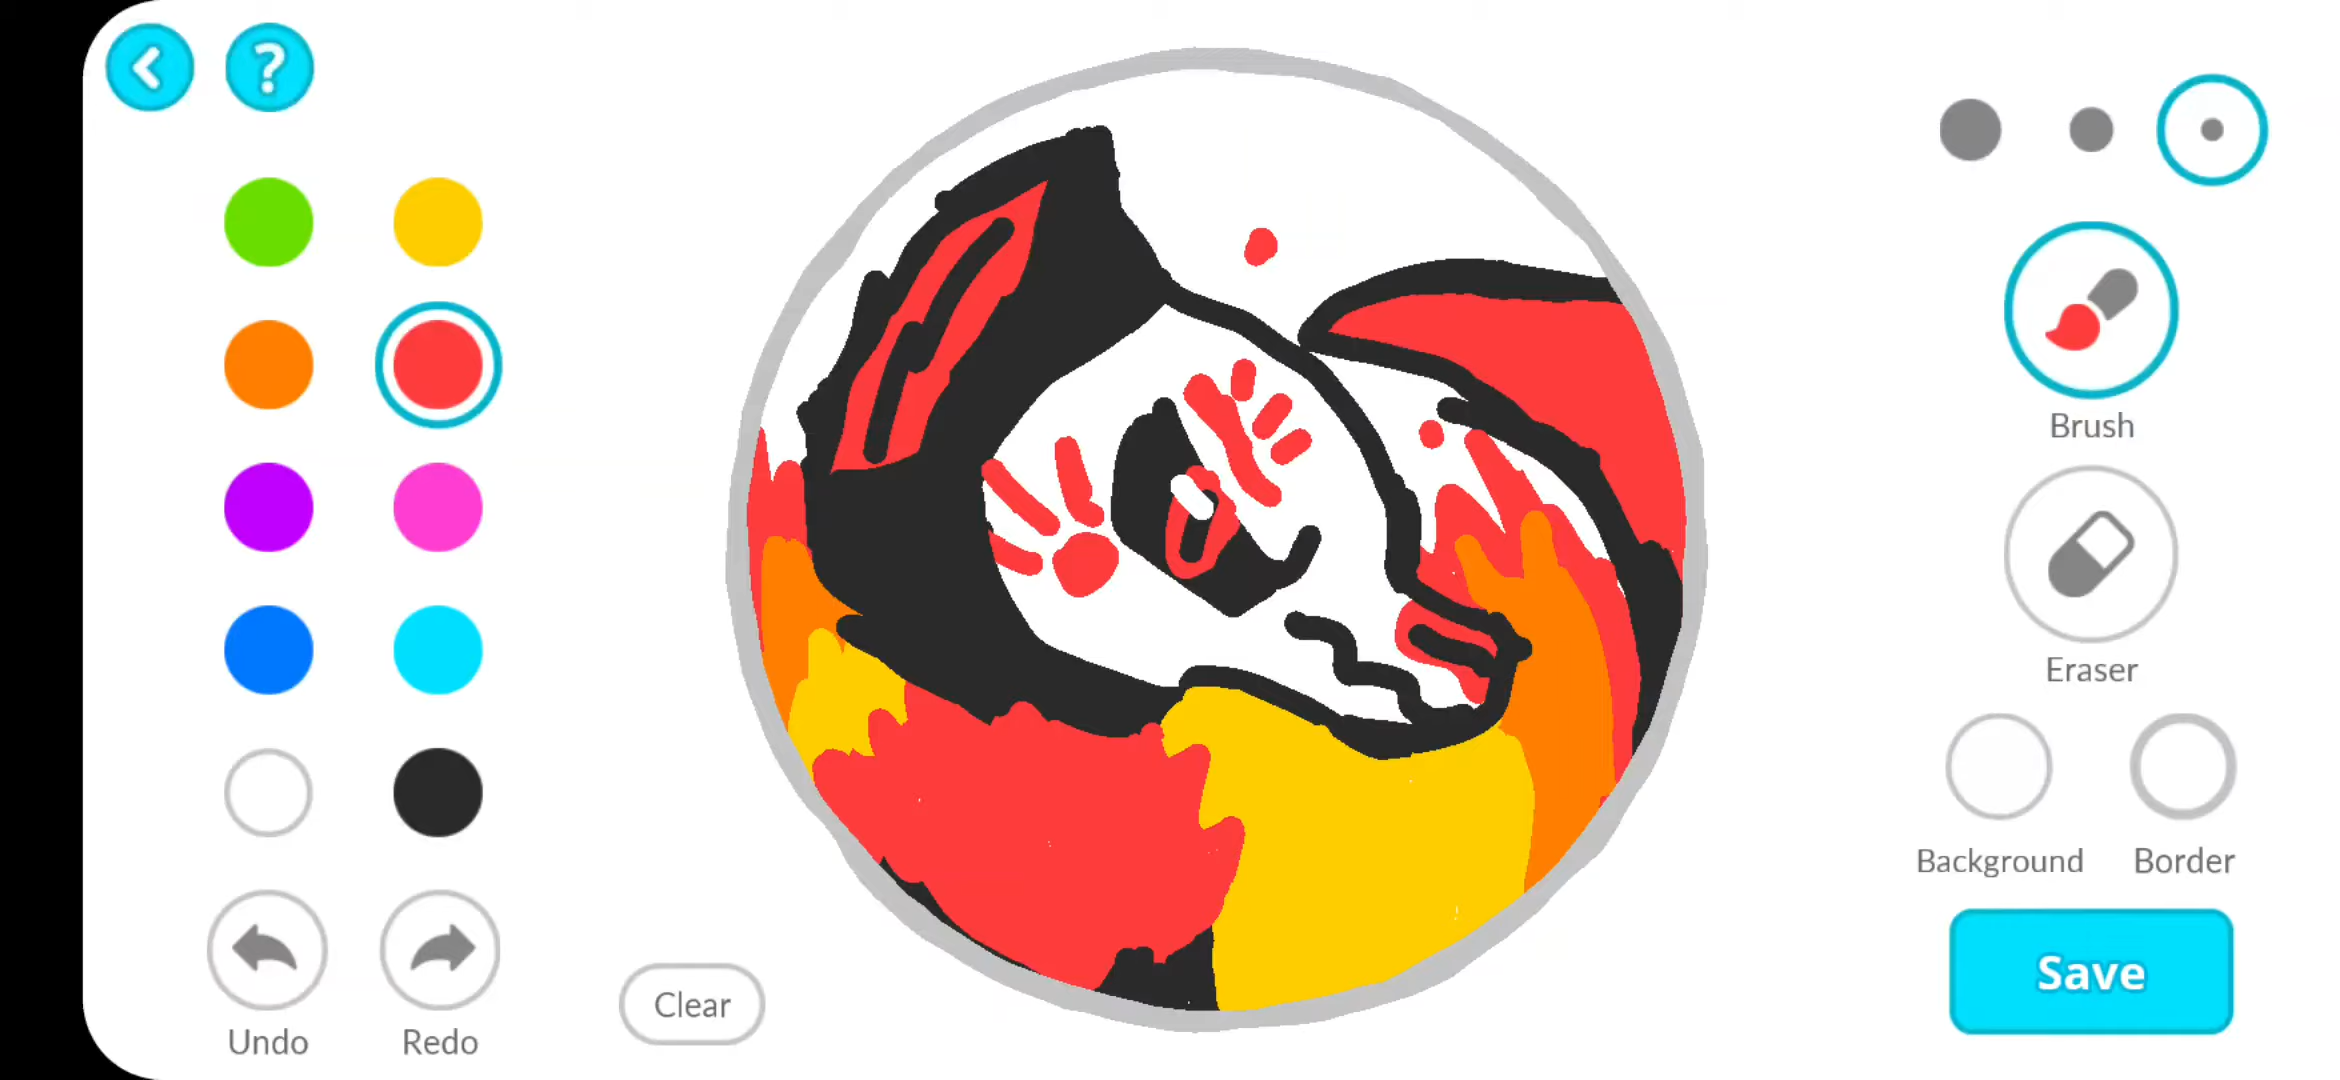 ?
Brush
Eraser
Background
Border
Save
Clear
Undo
Redo